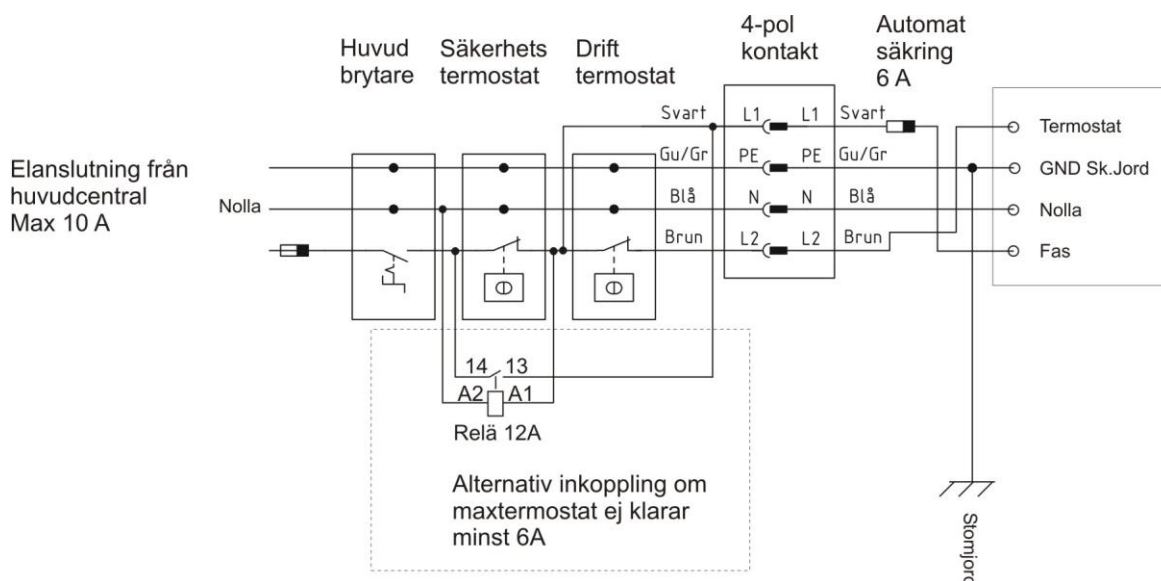 Huvud
brytare
Säkerhets
termostat
Drift
termostat
4-pol
kontakt
Automat
säkring
6 A
Elanslutning från
huvudcentral
Max 10 A
Nolla
Svart L1 L1 Svart
Gu/Gr PE PE Gu/Gr
Blå N N Blå
Brun L2 L2 Brun
Termostat
GND Sk.Jord
Nolla
Fas
14 13
A2 A1
Relä 12A
Alternativ inkoppling om
maxtermostat ej klarar
minst 6A
Stomjord